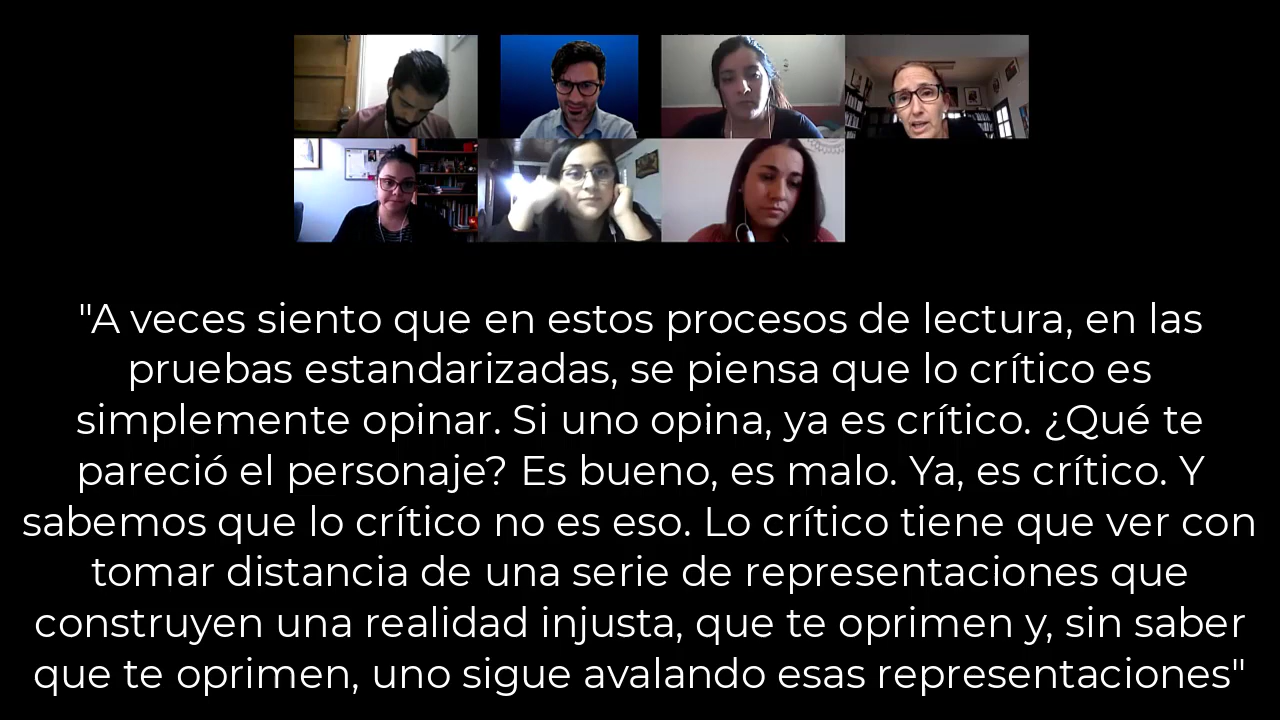 "A veces siento que en estos procesos de lectura, en las
pruebas estandarizadas, se piensa que lo crítico es
simplemente opinar. Si uno opina, ya es crítico. ¿Qué te
pareció el personaje? Es bueno, es malo. Ya, es crítico. Y
sabemos que lo crítico no es eso. Lo crítico tiene que ver con
tomar distancia de una serie de representaciones que
construyen una realidad injusta, que te oprimen y, sin saber
que te oprimen, uno sigue avalando esas representaciones"